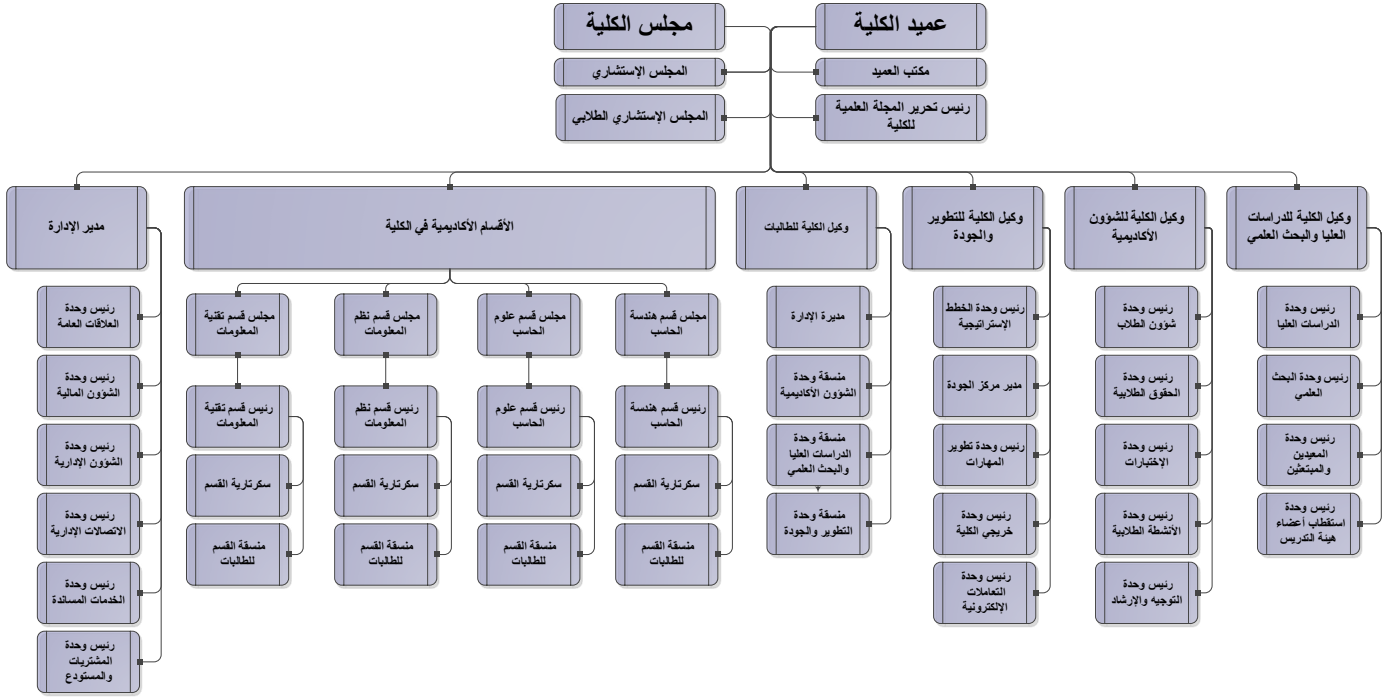 عميد الكلية
مجلس الكلية
مكتب العميد
المجلس الإستشاري
رئيس تحرير المجلة العلمية
للكلية
المجلس الإستشاري الطلابي
وكيل الكلية للدراسات
العليا والبحث العلمي
رئيس وحدة
الدراسات العليا
رئيس وحدة البحث
العلمي
رئيس وحدة
المعيدين
والمبتعثين
رئيس وحدة
استقطاب أعضاء
هيئة التدريس
وكيل الكلية للشؤون
الأكاديمية
رئيس وحدة
شؤون الطلاب
رئيس وحدة
الحقوق الطلابية
رئيس وحدة
الإختبارات
رئيس وحدة
الأنشطة الطلابية
رئيس وحدة
التوجيه والإرشاد
وكيل الكلية للتطوير
والجودة
رئيس وحدة الخطط
الإستراتيجية
مدير مركز الجودة
رئيس وحدة تطوير
المهارات
رئيس وحدة
خريجي الكلية
رئيس وحدة
التعاملات
الإلكترونية
وكيل الكلية للطالبات
مديرة الإدارة
منسقة وحدة
الشؤون الأكاديمية
منسقة وحدة
الدراسات العليا
والبحث العلمي
منسقة وحدة
التطوير والجودة
الأقسام الأكاديمية في الكلية
مجلس قسم هندسة
الحاسب
رئيس قسم هندسة
الحاسب
سكرتارية القسم
منسقة القسم
للطالبات
مجلس قسم علوم
الحاسب
رئيس قسم علوم
الحاسب
سكرتارية القسم
منسقة القسم
للطالبات
مجلس قسم نظم
المعلومات
رئيس قسم نظم
المعلومات
سكرتارية القسم
منسقة القسم
للطالبات
مجلس قسم تقنية
المعلومات
رئيس قسم تقنية
المعلومات
سكرتارية القسم
منسقة القسم
للطالبات
مدير الإدارة
رئيس وحدة
العلاقات العامة
رئيس وحدة
الشؤون المالية
رئيس وحدة
الشؤون الإدارية
رئيس وحدة
الاتصالات الإدارية
رئيس وحدة
الخدمات المساندة
رئيس وحدة
المشتريات
والمستودع